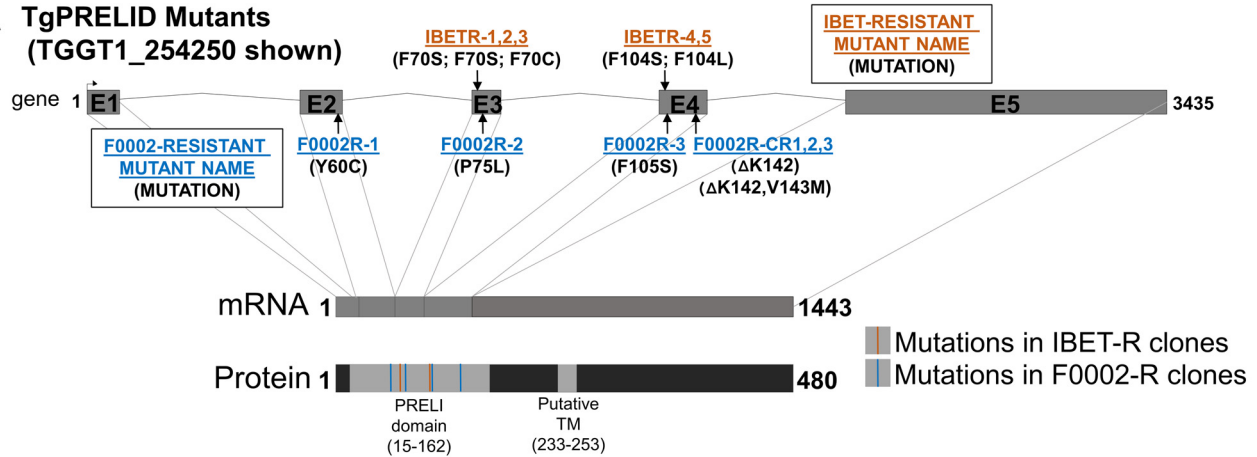 TgPRELID Mutants
(TGGT1_254250 shown)
IBETR-1,2,3
(F70S; F70S; F70C)
IBETR-4,5
(F104S; F104L)
IBET-RESISTANT
MUTANT NAME
(MUTATION)
gene 1 E1 E2 E3 E4 E5 3435
F0002-RESISTANT
MUTANT NAME
(MUTATION)
F0002R-1
(Y60C)
F0002R-2
(P75L)
F0002R-3
(F105S)
F0002R-CR1,2,3
(ΔK142)
(ΔK142,V143M)
mRNA 1 1443
Mutations in IBET-R clones
Mutations in F0002-R clones
Protein 1 480
PRELI
domain
(15-162)
Putative
TM
(233-253)